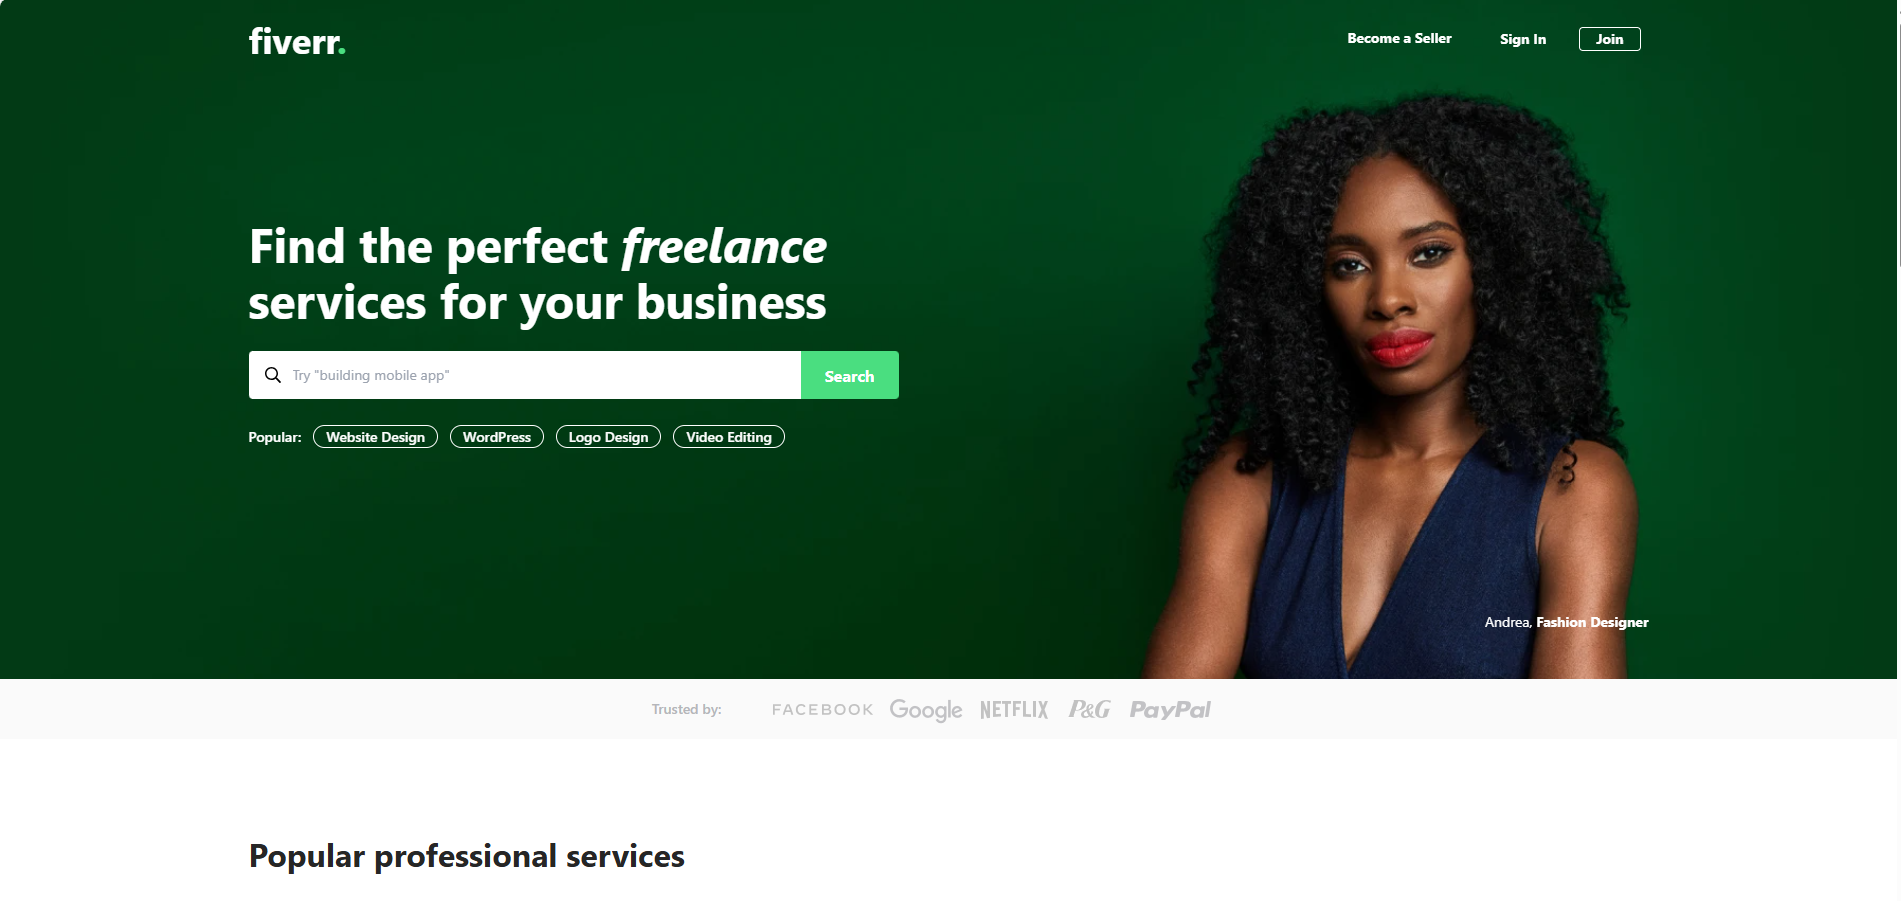 fiverr.
Become a Seller
Sign In
Join
Find the perfect freelance
services for your business
Try "building mobile app"
Search
Popular:
Website Design
WordPress
Logo Design
Video Editing
Andrea, Fashion Designer
Trusted by:
FACEBOOK
Google
NETFLIX
P&G
PayPal
Popular professional services